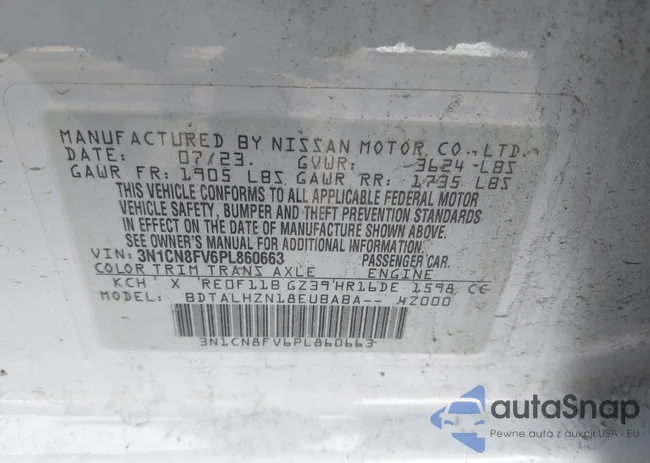 MANUFACTURED BY NISSAN MOTOR CO., LTD.
DATE: 07/23. GVWR: 3624 LBS
GAWR FR: 1905 LBS GAWR RR: 1735 LBS
THIS VEHICLE CONFORMS TO ALL APPLICABLE FEDERAL MOTOR
VEHICLE SAFETY, BUMPER AND THEFT PREVENTION STANDARDS
IN EFFECT ON THE DATE OF MANUFACTURE SHOWN ABOVE.
SEE OWNER'S MANUAL FOR ADDITIONAL INFORMATION.
VIN: 3N1CN8FV6PL860663 PASSENGER CAR.
COLOR TRIM TRANS AXLE ENGINE
KCH X RE0F11B GZ39 HR16DE 1598 CC
MODEL: BDTALHZN18EUBABA-- 4Z000
3N1CN8FV6PL860663
autoSnap
Pewne auta z aukcji USA i EU